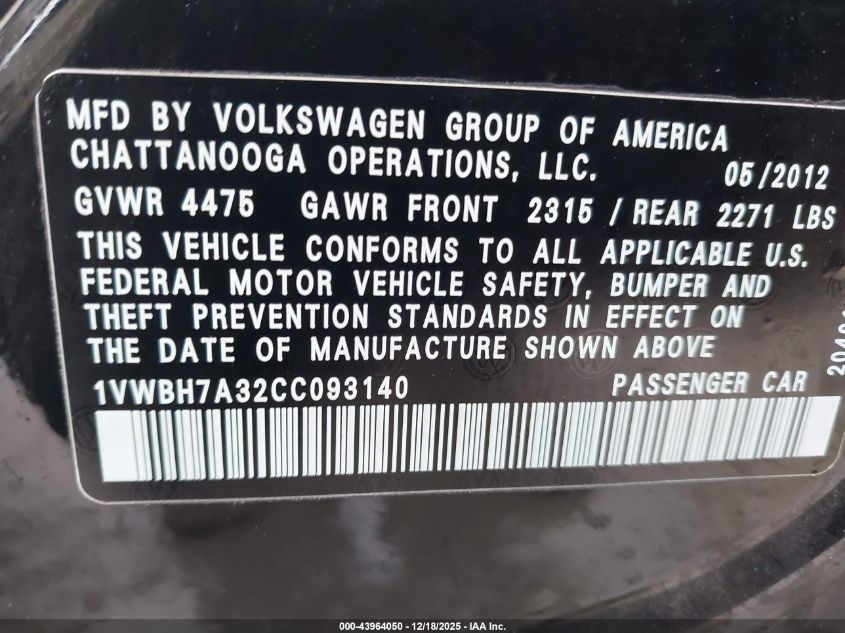 MFD BY VOLKSWAGEN GROUP OF AMERICA
CHATTANOOGA OPERATIONS, LLC. 05/2012
GVWR 4475 GAWR FRONT 2315 / REAR 2271 LBS
THIS VEHICLE CONFORMS TO ALL APPLICABLE U.S.
FEDERAL MOTOR VEHICLE SAFETY, BUMPER AND
THEFT PREVENTION STANDARDS IN EFFECT ON
THE DATE OF MANUFACTURE SHOWN ABOVE
1VWBH7A32CC093140 PASSENGER CAR
000-43964050 - 12/18/2025 - IAA Inc.